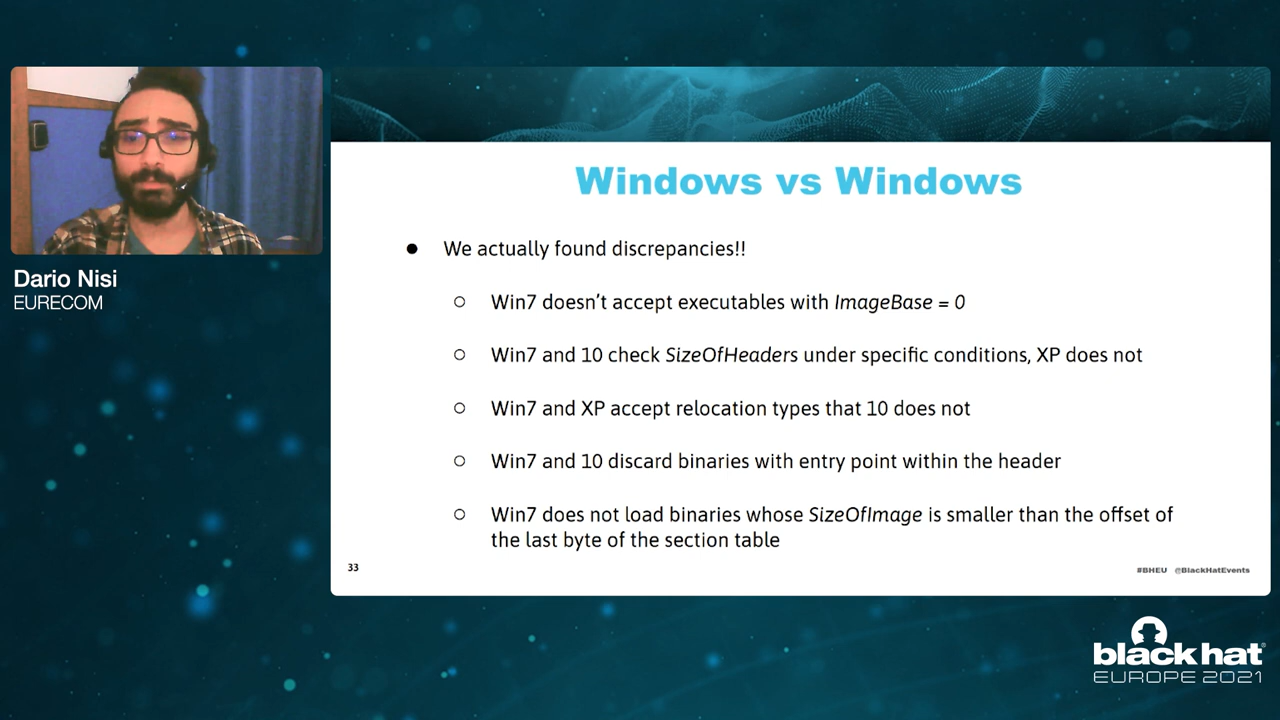 Dario Nisi
EURECOM
Windows vs Windows
● We actually found discrepancies!!
○ Win7 doesn't accept executables with ImageBase = 0
○ Win7 and 10 check SizeOfHeaders under specific conditions, XP does not
○ Win7 and XP accept relocation types that 10 does not
○ Win7 and 10 discard binaries with entry point within the header
○ Win7 does not load binaries whose SizeOfImage is smaller than the offset of
the last byte of the section table
33
#BHEU @BlackHatEvents
black hat®
EUROPE 2021